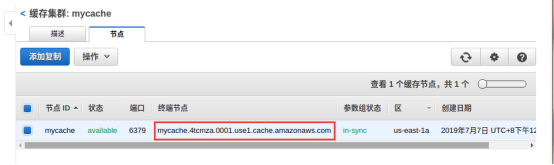 < 缓存集群: mycache
描述 节点
添加复制 操作
查看 1 个缓存节点，共 1 个
节点 ID 状态 端口 终端节点 参数组状态 区 创建日期
mycache available 6379 mycache.4tcmza.0001.use1.cache.amazonaws.com in-sync us-east-1a 2019年7月7日 UTC+8下午12